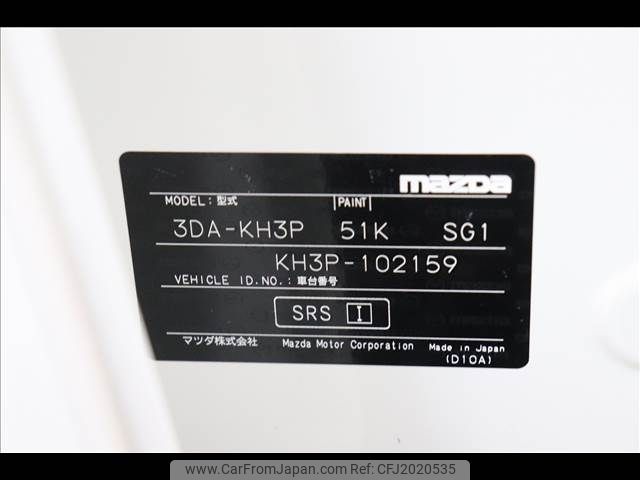 mazda
MODEL:型式 PAINT
3DA-KH3P 51K SG1
KH3P-102159
VEHICLE ID.NO.:車台番号
SRS I
マツダ株式会社 Mazda Motor Corporation Made in Japan
(D10A)
www.CarFromJapan.com | CFJ2020535